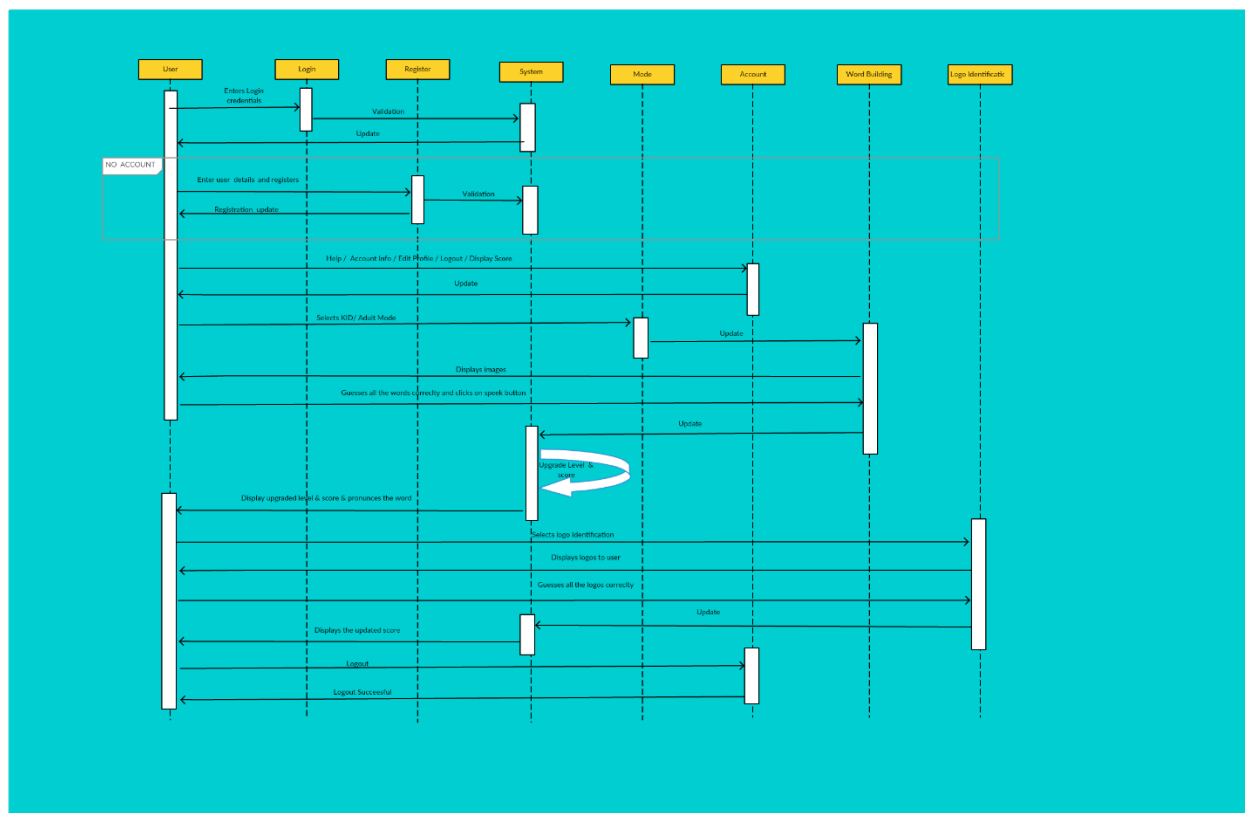 User
Login
Register
System
Mode
Account
Word Building
Logo Identificatic
Enters Login
credentials
Validation
Update
NO ACCOUNT
Enter user details and registers
Validation
Registration update
Help / Account Info / Edit Profile / Logout / Display Score
Update
Selects KID/ Adult Mode
Update
Displays images
Guesses all the words correclty and clicks on speek button
Update
Upgrade Level &
score
Display upgraded level & score & pronunces the word
Selects logo identification
Displays logos to user
Guesses all the logos correclty
Update
Displays the updated score
Logout
Logout Succeesful